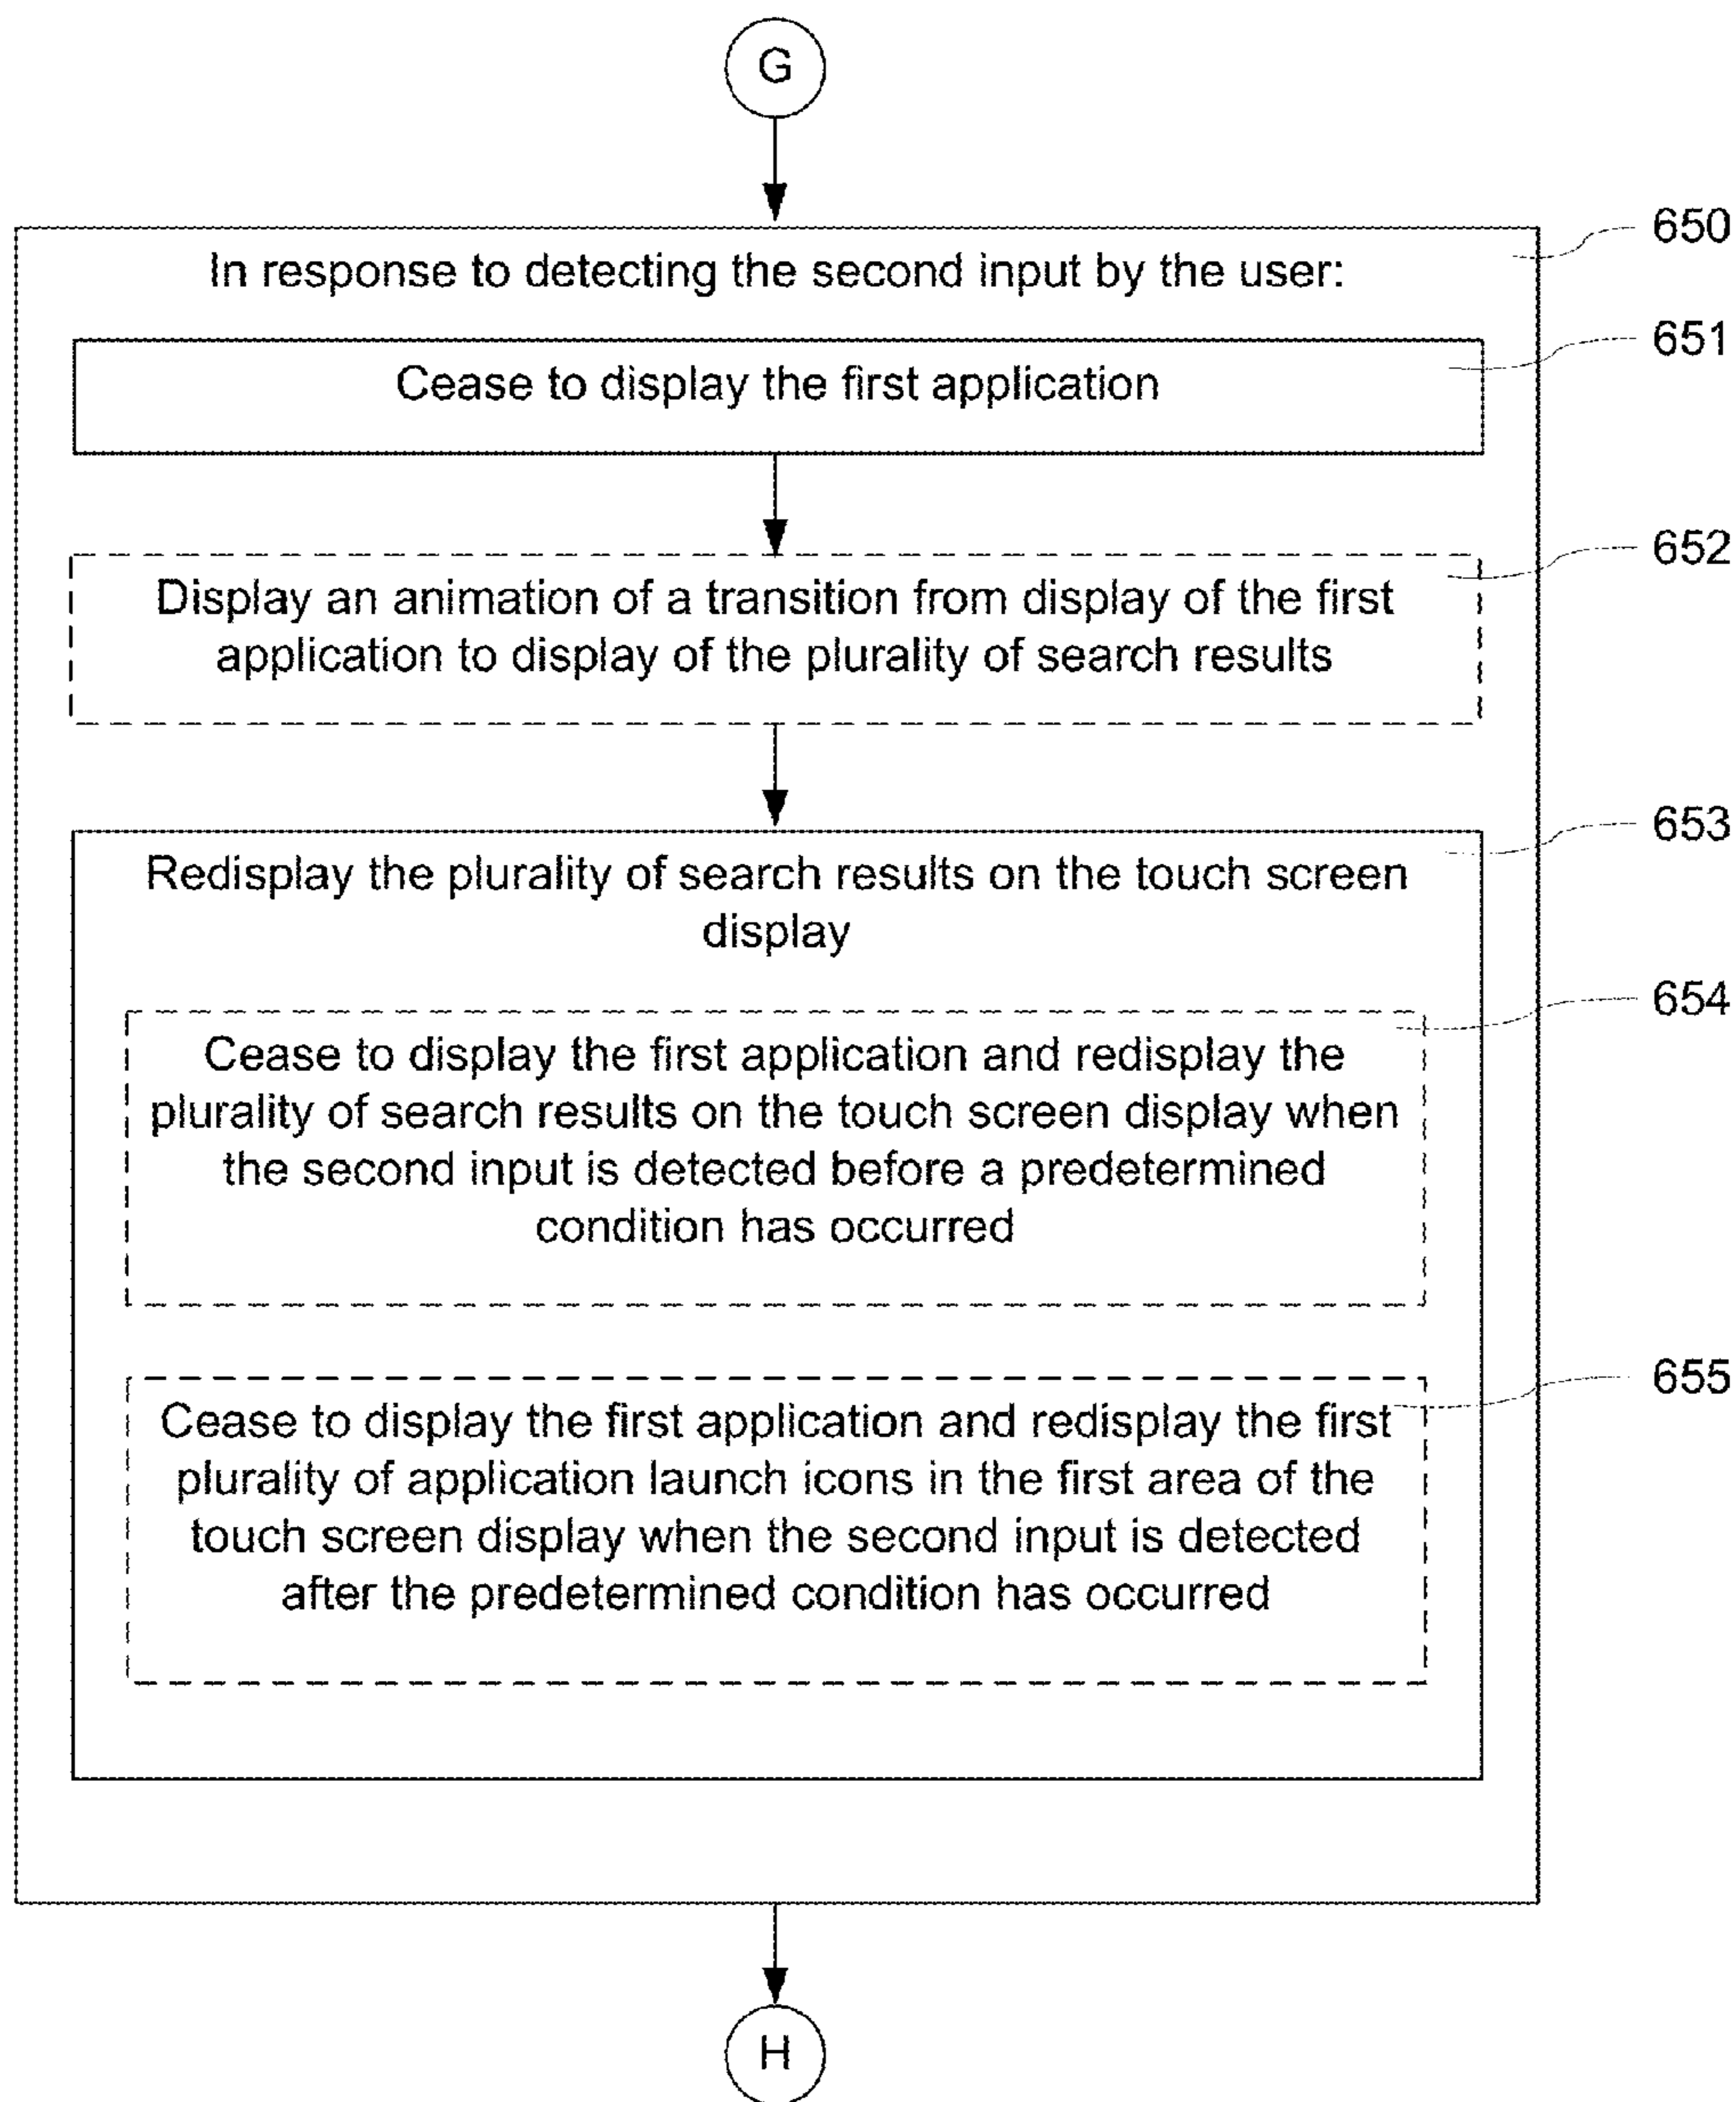 G
650
In response to detecting the second input by the user:
651
Cease to display the first application
652
Display an animation of a transition from display of the first
application to display of the plurality of search results
653
Redisplay the plurality of search results on the touch screen
display
654
Cease to display the first application and redisplay the
plurality of search results on the touch screen display when
the second input is detected before a predetermined
condition has occurred
655
Cease to display the first application and redisplay the first
plurality of application launch icons in the first area of the
touch screen display when the second input is detected
after the predetermined condition has occurred
H